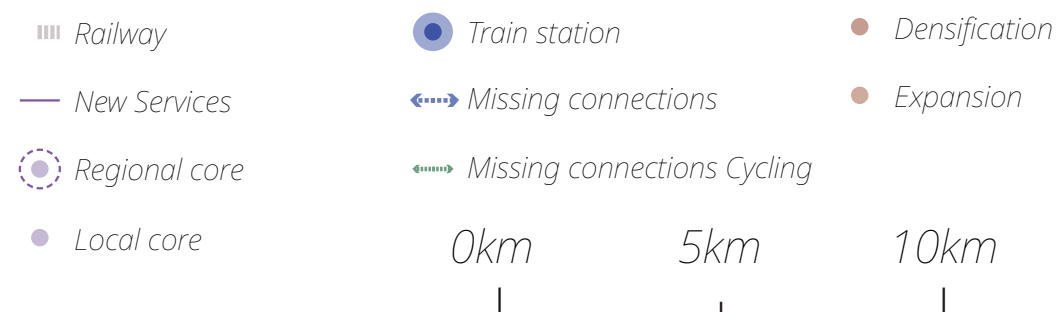 Railway
New Services
Regional core
Local core
Train station
Missing connections
Missing connections Cycling
Densification
Expansion
0km 5km 10km